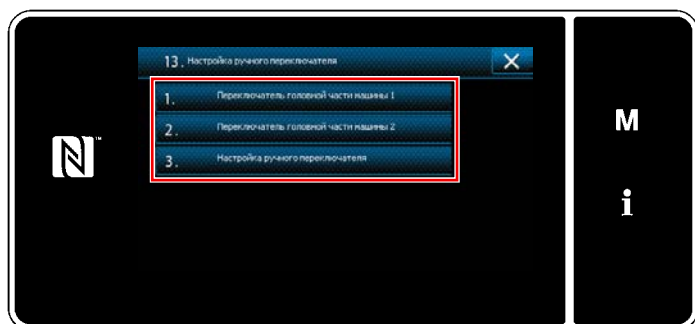 13. Настройка ручного переключателя
1. Переключатель головной части машины 1
2. Переключатель головной части машины 2
3. Настройка ручного переключателя
N™
M
i